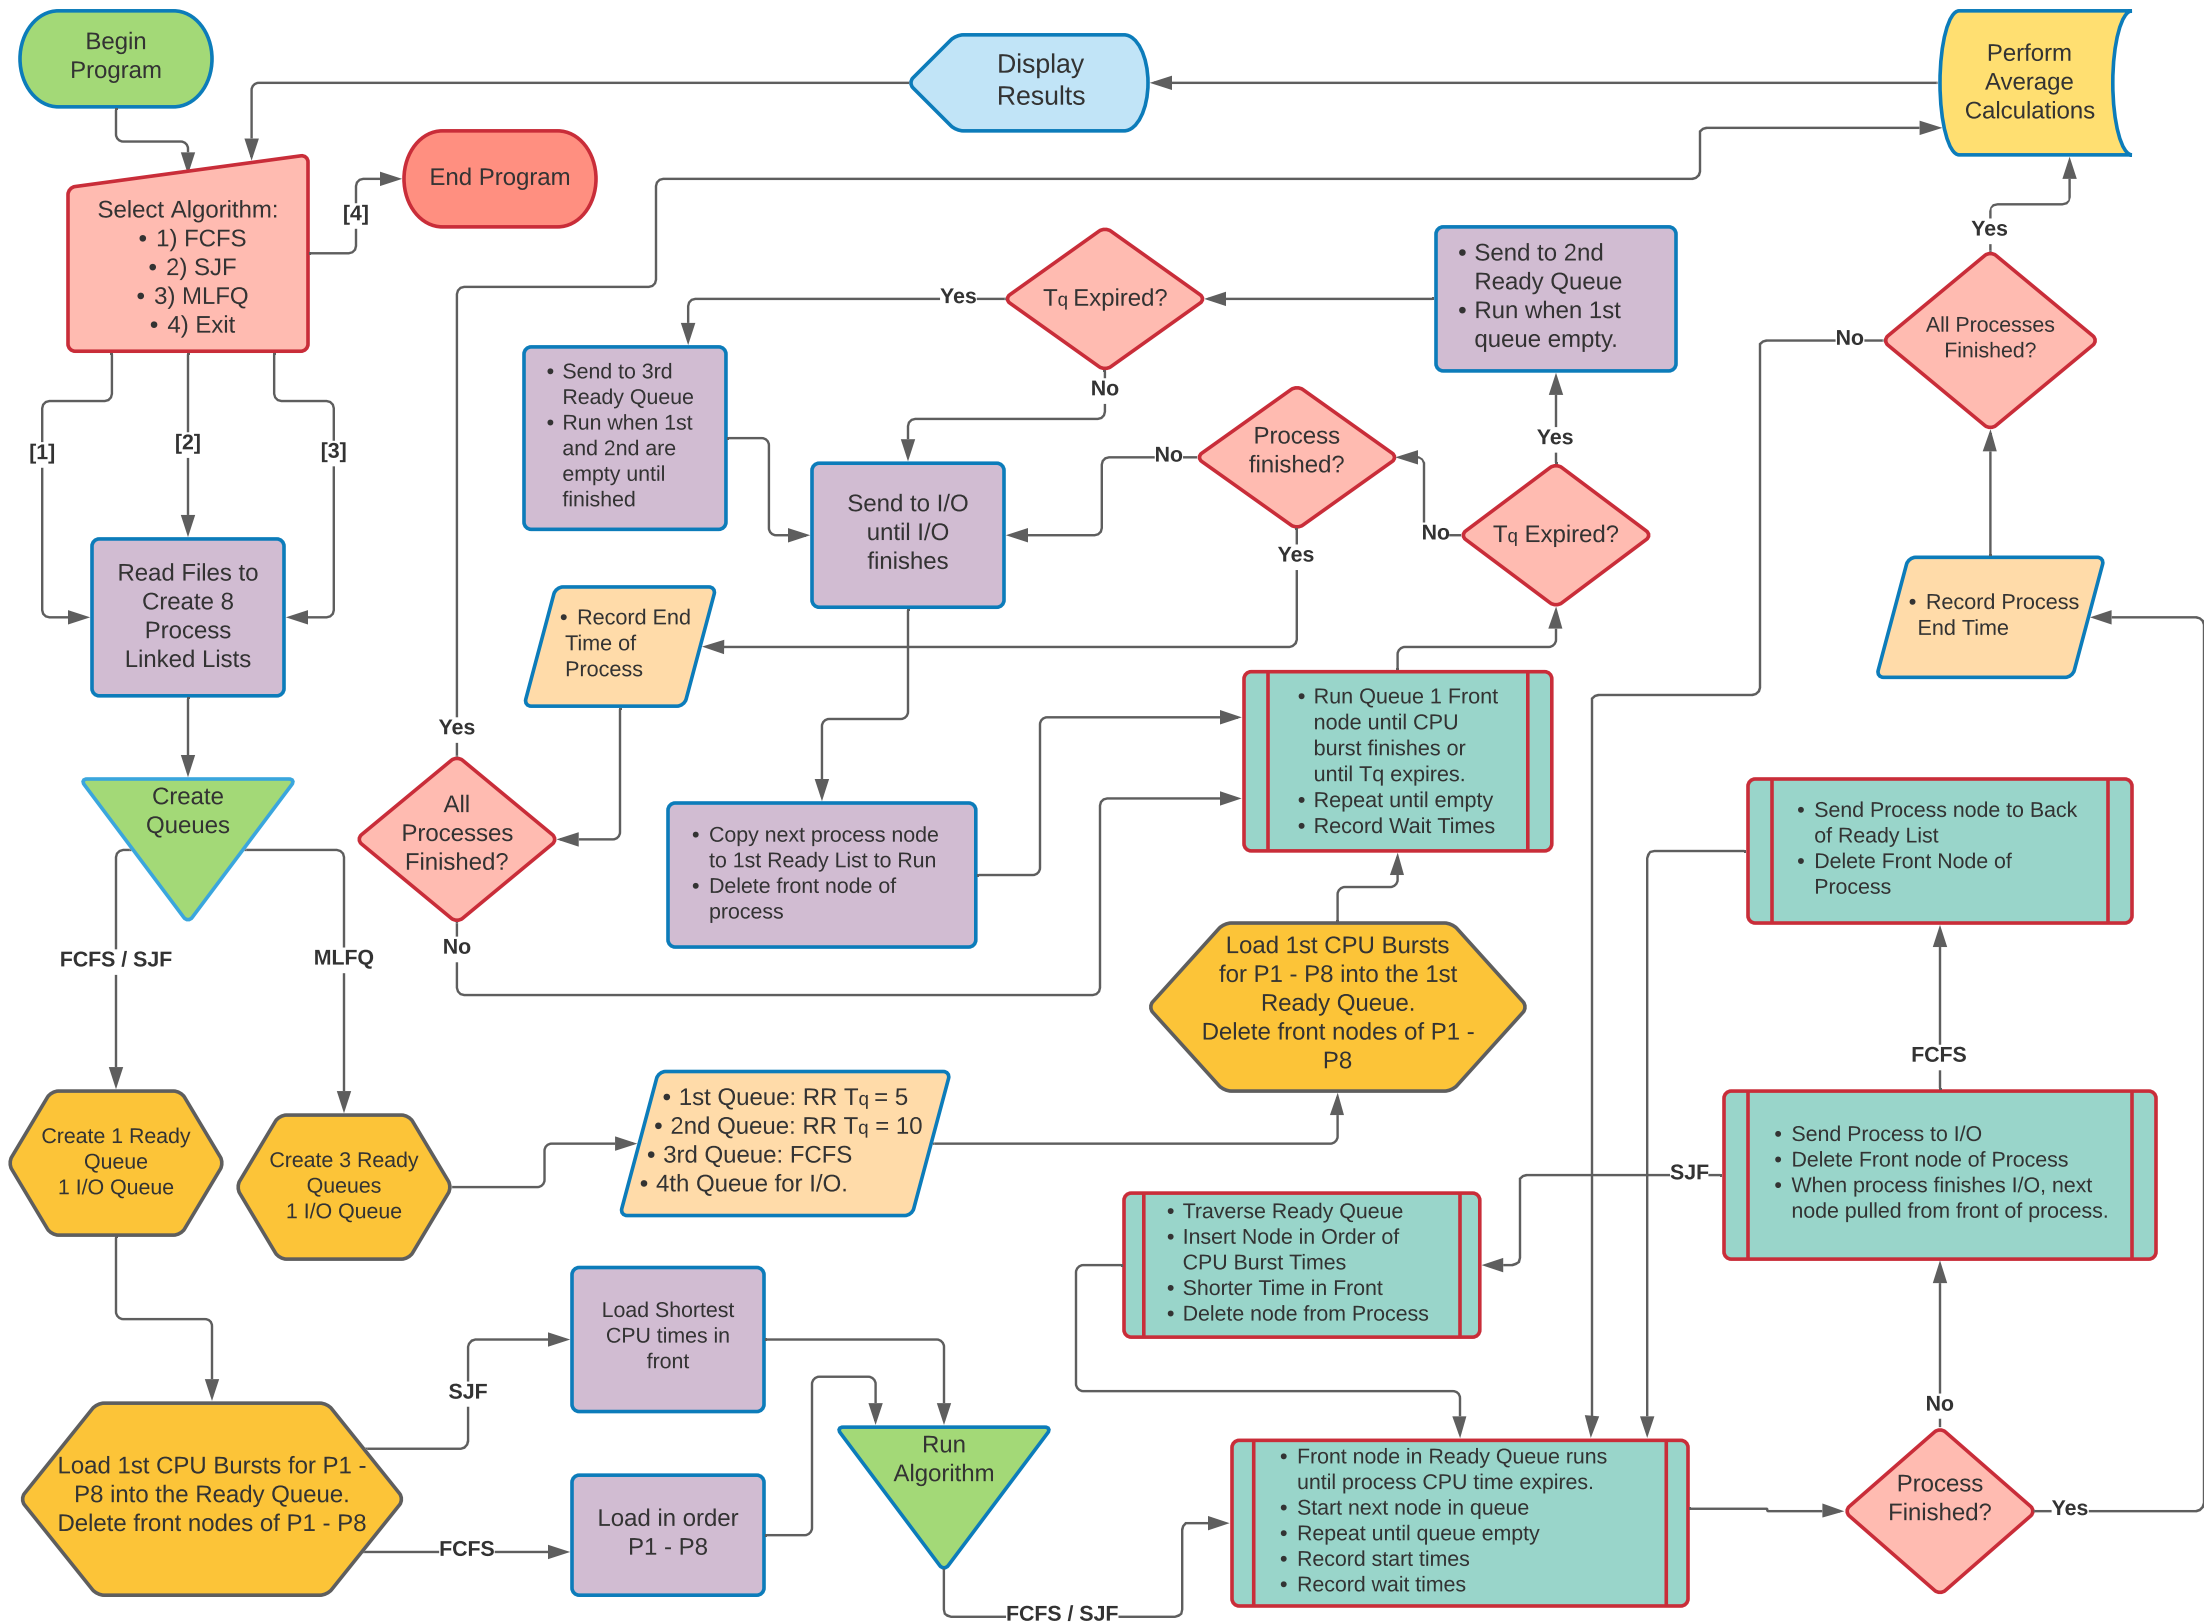 Begin
Program
Display
Results
Perform
Average
Calculations
End Program
[4]
Select Algorithm:
• 1) FCFS
• 2) SJF
• 3) MLFQ
• 4) Exit
[1]
[2]
[3]
Read Files to
Create 8
Process
Linked Lists
Create
Queues
FCFS / SJF
MLFQ
Create 1 Ready
Queue
1 I/O Queue
Create 3 Ready
Queues
1 I/O Queue
• 1st Queue: RR Tq = 5
• 2nd Queue: RR Tq = 10
• 3rd Queue: FCFS
• 4th Queue for I/O.
Load 1st CPU Bursts
for P1 - P8 into the 1st
Ready Queue.
Delete front nodes of P1 -
P8
• Run Queue 1 Front
node until CPU
burst finishes or
until Tq expires.
• Repeat until empty
• Record Wait Times
Tq Expired?
Yes
No
• Send to 2nd
Ready Queue
• Run when 1st
queue empty.
Tq Expired?
Yes
No
• Send to 3rd
Ready Queue
• Run when 1st
and 2nd are
empty until
finished
Process
finished?
No
Yes
Send to I/O
until I/O
finishes
• Record End
Time of
Process
All
Processes
Finished?
Yes
No
• Copy next process node
to 1st Ready List to Run
• Delete front node of
process
Load 1st CPU Bursts for P1 -
P8 into the Ready Queue.
Delete front nodes of P1 - P8
SJF
FCFS
Load Shortest
CPU times in
front
Load in order
P1 - P8
Run
Algorithm
FCFS / SJF
• Front node in Ready Queue runs
until process CPU time expires.
• Start next node in queue
• Repeat until queue empty
• Record start times
• Record wait times
Process
Finished?
No
Yes
• Send Process to I/O
• Delete Front node of Process
• When process finishes I/O, next
node pulled from front of process.
SJF
FCFS
• Traverse Ready Queue
• Insert Node in Order of
CPU Burst Times
• Shorter Time in Front
• Delete node from Process
• Send Process node to Back
of Ready List
• Delete Front Node of
Process
• Record Process
End Time
All Processes
Finished?
Yes
No